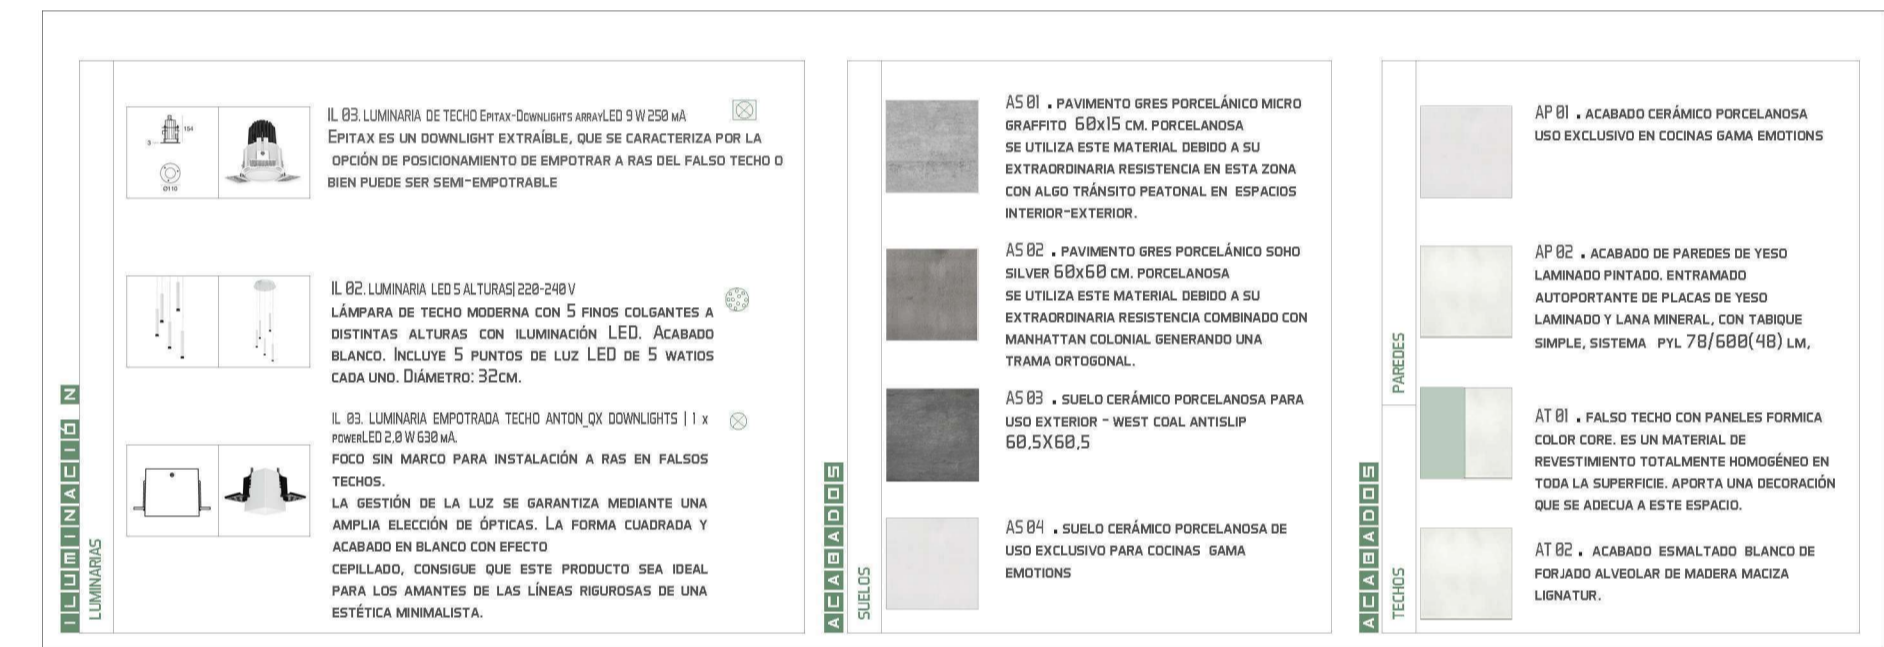 ILUMINACIÓN
LUMINARIAS
154
3
Ø110
IL 03. LUMINARIA DE TECHO EPITAX-DOWNLIGHTS ARRAYLED 9 W 250 MA
EPITAX ES UN DOWNLIGHT EXTRAÍBLE, QUE SE CARACTERIZA POR LA
OPCIÓN DE POSICIONAMIENTO DE EMPOTRAR A RAS DEL FALSO TECHO O
BIEN PUEDE SER SEMI-EMPOTRABLE
IL 02. LUMINARIA LED 5 ALTURAS| 220-240 V
LÁMPARA DE TECHO MODERNA CON 5 FINOS COLGANTES A
DISTINTAS ALTURAS CON ILUMINACIÓN LED. ACABADO
BLANCO. INCLUYE 5 PUNTOS DE LUZ LED DE 5 WATIOS
CADA UNO. DIÁMETRO: 32CM.
IL 03. LUMINARIA EMPOTRADA TECHO ANTON_QX DOWNLIGHTS | 1 X
POWERLED 2,0 W 630 MA.
FOCO SIN MARCO PARA INSTALACIÓN A RAS EN FALSOS
TECHOS.
LA GESTIÓN DE LA LUZ SE GARANTIZA MEDIANTE UNA
AMPLIA ELECCIÓN DE ÓPTICAS. LA FORMA CUADRADA Y
ACABADO EN BLANCO CON EFECTO
CEPILLADO, CONSIGUE QUE ESTE PRODUCTO SEA IDEAL
PARA LOS AMANTES DE LAS LÍNEAS RIGUROSAS DE UNA
ESTÉTICA MINIMALISTA.
ACABADOS
SUELOS
AS 01 . PAVIMENTO GRES PORCELÁNICO MICRO
GRAFFITO 60X15 CM. PORCELANOSA
SE UTILIZA ESTE MATERIAL DEBIDO A SU
EXTRAORDINARIA RESISTENCIA EN ESTA ZONA
CON ALGO TRÁNSITO PEATONAL EN ESPACIOS
INTERIOR-EXTERIOR.
AS 02 . PAVIMENTO GRES PORCELÁNICO SOHO
SILVER 60X60 CM. PORCELANOSA
SE UTILIZA ESTE MATERIAL DEBIDO A SU
EXTRAORDINARIA RESISTENCIA COMBINADO CON
MANHATTAN COLONIAL GENERANDO UNA
TRAMA ORTOGONAL.
AS 03 . SUELO CERÁMICO PORCELANOSA PARA
USO EXTERIOR - WEST COAL ANTISLIP
60,5X60,5
AS 04 . SUELO CERÁMICO PORCELANOSA DE
USO EXCLUSIVO PARA COCINAS GAMA
EMOTIONS
ACABADOS
PAREDES
AP 01 . ACABADO CERÁMICO PORCELANOSA
USO EXCLUSIVO EN COCINAS GAMA EMOTIONS
AP 02 . ACABADO DE PAREDES DE YESO
LAMINADO PINTADO. ENTRAMADO
AUTOPORTANTE DE PLACAS DE YESO
LAMINADO Y LANA MINERAL, CON TABIQUE
SIMPLE, SISTEMA PYL 78/600(48) LM,
TECHOS
AT 01 . FALSO TECHO CON PANELES FORMICA
COLOR CORE. ES UN MATERIAL DE
REVESTIMIENTO TOTALMENTE HOMOGÉNEO EN
TODA LA SUPERFICIE. APORTA UNA DECORACIÓN
QUE SE ADECUA A ESTE ESPACIO.
AT 02 . ACABADO ESMALTADO BLANCO DE
FORJADO ALVEOLAR DE MADERA MACIZA
LIGNATUR.